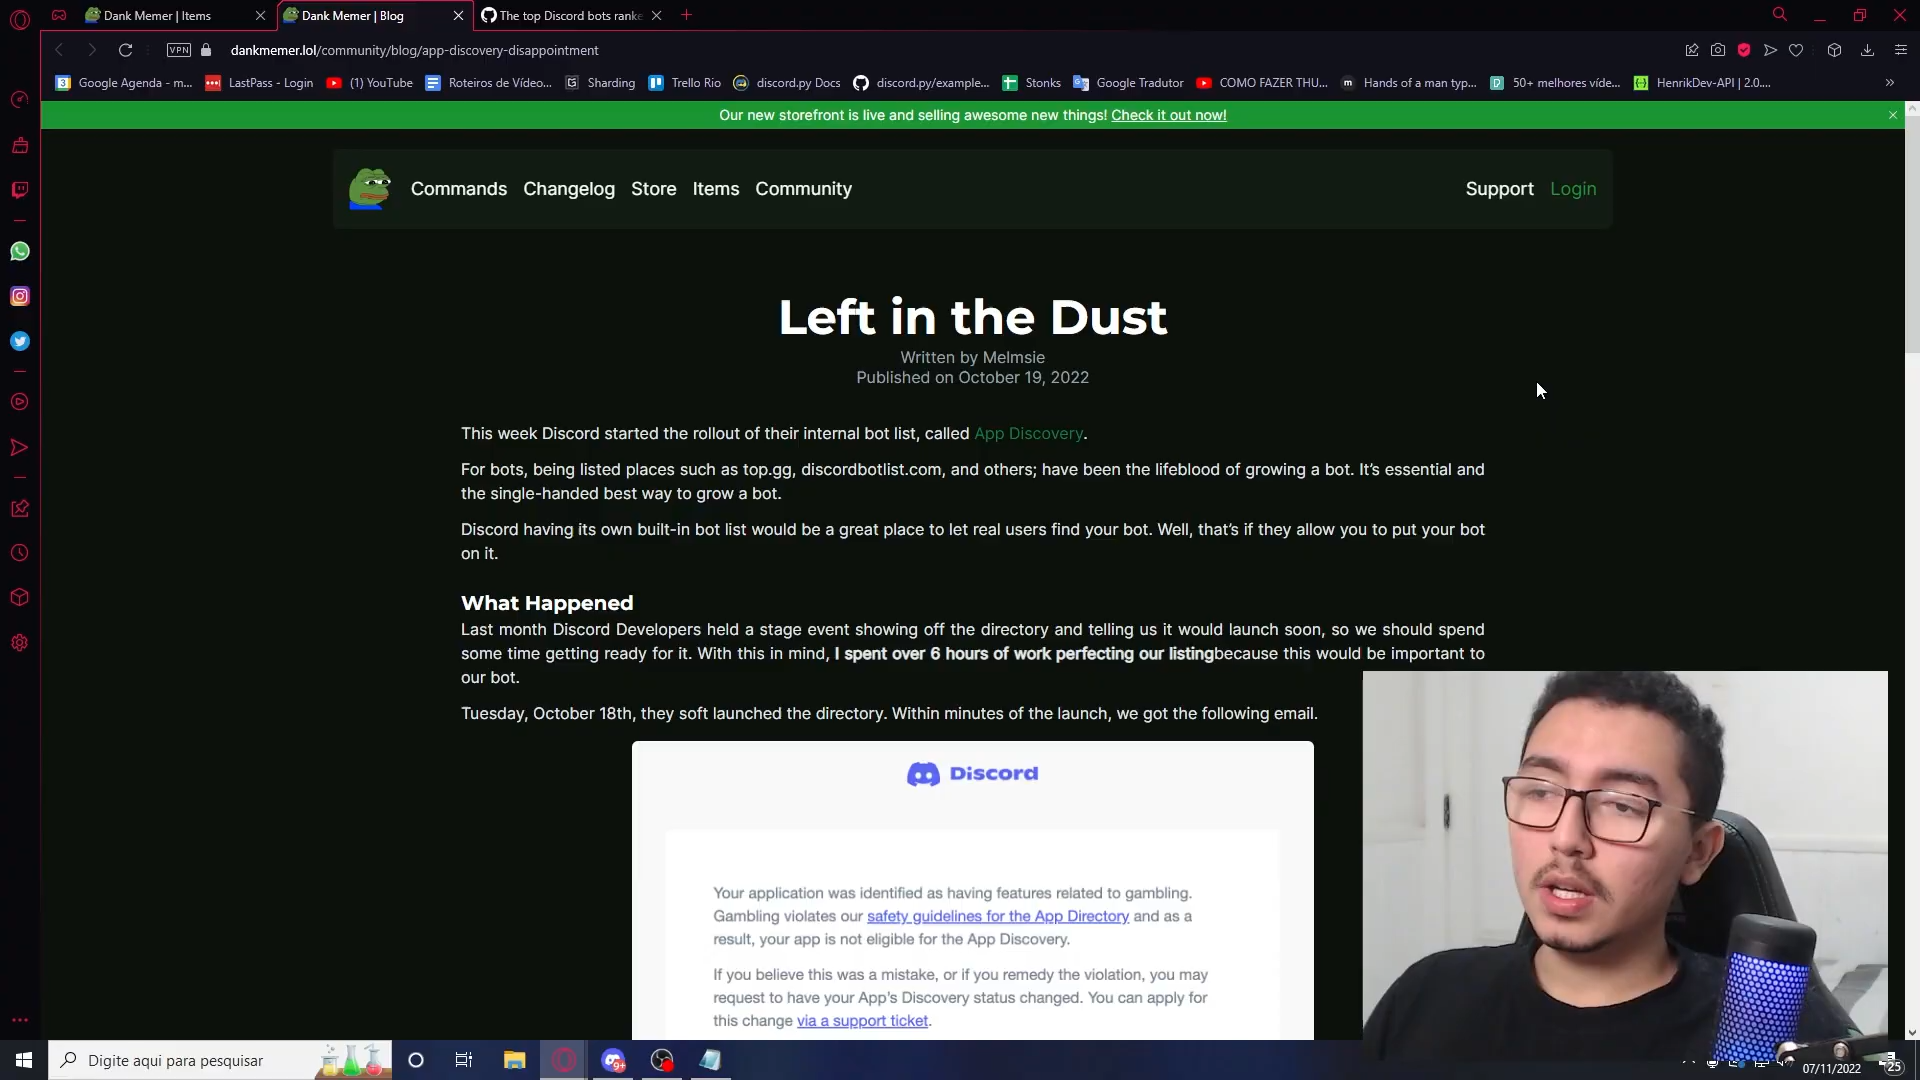 Dank Memer | Items
Dank Memer | Blog
The top Discord bots ranke
VPN
dankmemer.lol/community/blog/app-discovery-disappointment
Google Agenda - m...
LastPass - Login
(1) YouTube
Roteiros de Vídeo...
Sharding
Trello Rio
discord.py Docs
discord.py/example...
Stonks
Google Tradutor
COMO FAZER THU...
Hands of a man typ...
50+ melhores víde...
HenrikDev-API | 2.0....
Our new storefront is live and selling awesome new things! Check it out now!
Commands
Changelog
Store
Items
Community
Support
Login
Left in the Dust
Written by Melmsie
Published on October 19, 2022
This week Discord started the rollout of their internal bot list, called App Discovery.
For bots, being listed places such as top.gg, discordbotlist.com, and others; have been the lifeblood of growing a bot. It's essential and
the single-handed best way to grow a bot.
Discord having its own built-in bot list would be a great place to let real users find your bot. Well, that's if they allow you to put your bot
on it.
What Happened
Last month Discord Developers held a stage event showing off the directory and telling us it would launch soon, so we should spend
some time getting ready for it. With this in mind, I spent over 6 hours of work perfecting our listingbecause this would be important to
our bot.
Tuesday, October 18th, they soft launched the directory. Within minutes of the launch, we got the following email.
Discord
Your application was identified as having features related to gambling.
Gambling violates our safety guidelines for the App Directory and as a
result, your app is not eligible for the App Discovery.
If you believe this was a mistake, or if you remedy the violation, you may
request to have your App's Discovery status changed. You can apply for
this change via a support ticket.
Digite aqui para pesquisar
9+
07/11/2022
25